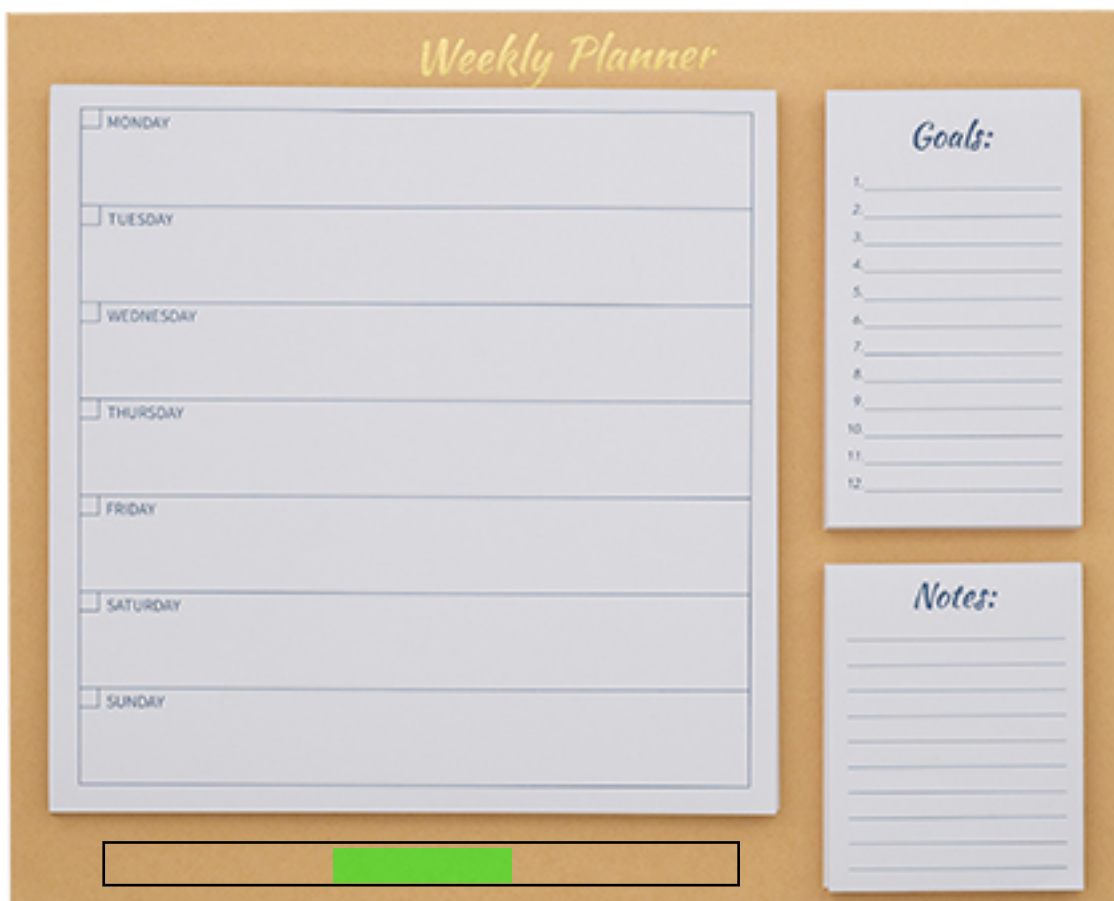 Weekly Planner
MONDAY
TUESDAY
WEDNESDAY
THURSDAY
FRIDAY
SATURDAY
SUNDAY
Goals:
1.
2.
3.
4.
5.
6.
7.
8.
9.
10.
11.
12.
Notes: